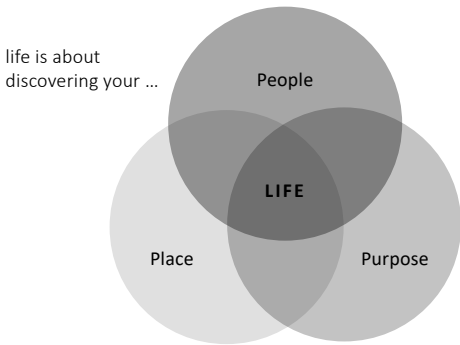 life is about
discovering your …
People
LIFE
Place
Purpose